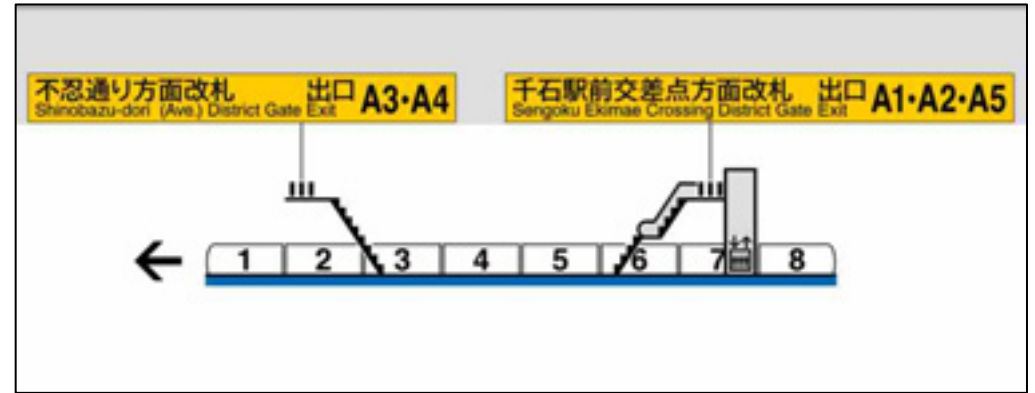 不忍通り方面改札 出口 A3・A4
Shinobazu-dori (Ave.) District Gate Exit
千石駅前交差点方面改札 出口 A1・A2・A5
Sengoku Ekimae Crossing District Gate Exit
1 2 3 4 5 6 7 8